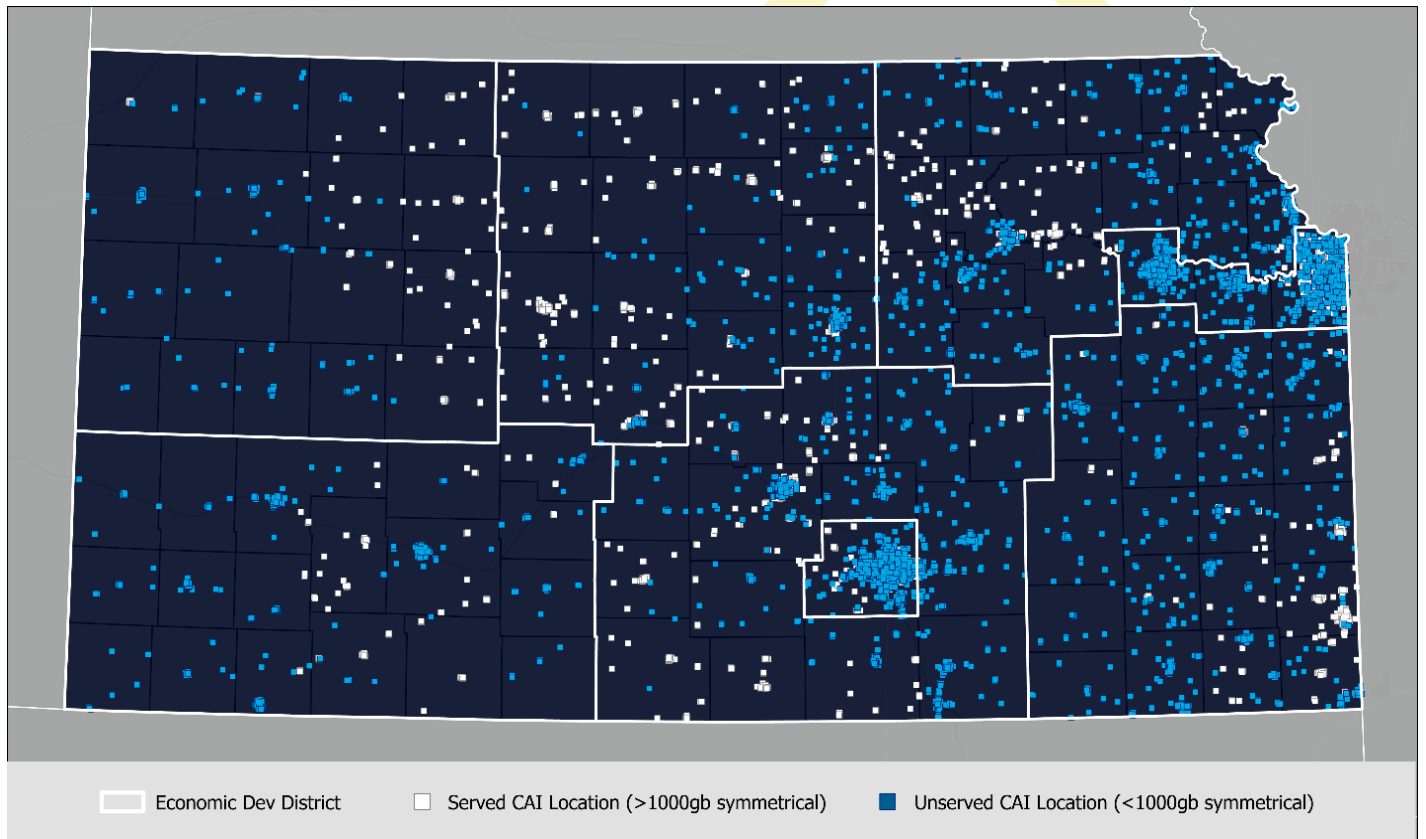 Economic Dev District
Served CAI Location (>1000gb symmetrical)
Unserved CAI Location (<1000gb symmetrical)